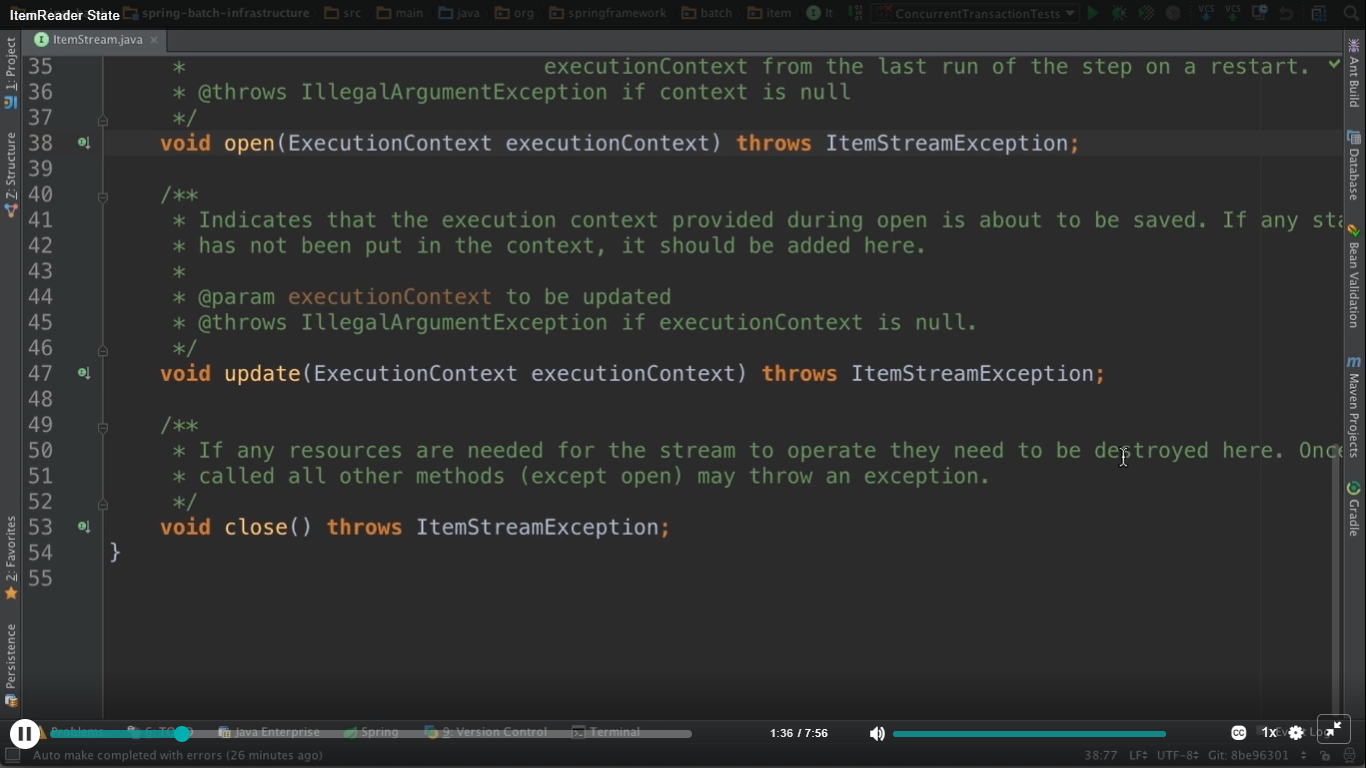 ItemReader State
spring-batch-infrastructure src main java org springframework batch item It ConcurrentTransactionTests VCS VCS
ItemStream.java ×
35 * executionContext from the last run of the step on a restart.
36 * @throws IllegalArgumentException if context is null
37 */
38 void open(ExecutionContext executionContext) throws ItemStreamException;
39
40 /**
41 * Indicates that the execution context provided during open is about to be saved. If any sta
42 * has not been put in the context, it should be added here.
43 *
44 * @param executionContext to be updated
45 * @throws IllegalArgumentException if executionContext is null.
46 */
47 void update(ExecutionContext executionContext) throws ItemStreamException;
48
49 /**
50 * If any resources are needed for the stream to operate they need to be destroyed here. Once
51 * called all other methods (except open) may throw an exception.
52 */
53 void close() throws ItemStreamException;
54 }
55
1: Project
Z: Structure
2: Favorites
Persistence
Ant Build
Database
Bean Validation
m Maven Projects
Gradle
Problems 6: TODO Java Enterprise Spring 9: Version Control Terminal
1:36 / 7:56 CC 1x
Auto make completed with errors (26 minutes ago) 38:77 LF UTF-8 Git: 8be96301